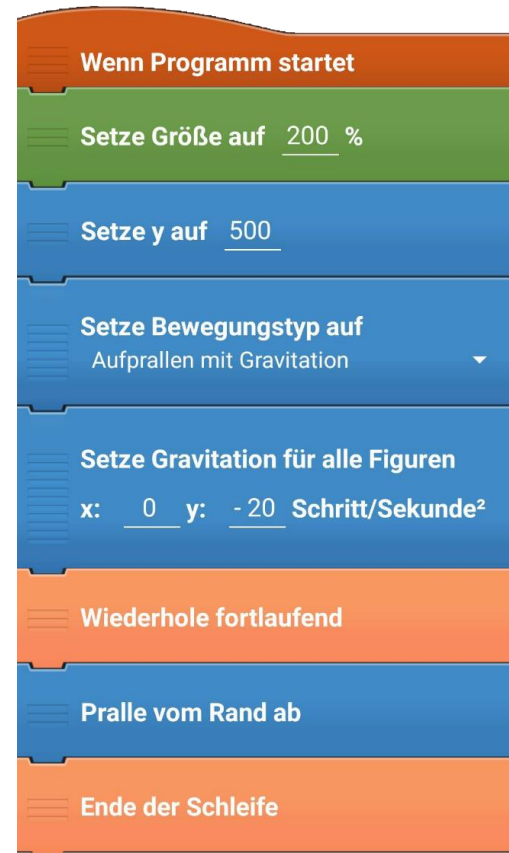 Wenn Programm startet
Setze Größe auf 200 %
Setze y auf 500
Setze Bewegungstyp auf
Aufprallen mit Gravitation
Setze Gravitation für alle Figuren
x: 0 y: - 20 Schritt/Sekunde²
Wiederhole fortlaufend
Pralle vom Rand ab
Ende der Schleife